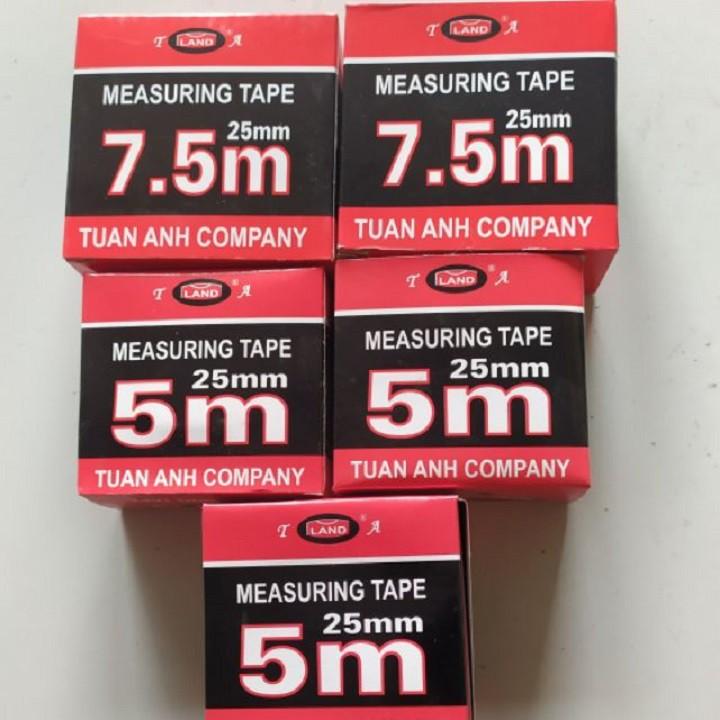 T LAND ® A
MEASURING TAPE
25mm
7.5m
TUAN ANH COMPANY
T LAND ® A
MEASURING TAPE
25mm
7.5m
TUAN ANH COMPANY
T LAND ® A
MEASURING TAPE
25mm
5m
TUAN ANH COMPANY
T LAND ® A
MEASURING TAPE
25mm
5m
TUAN ANH COMPANY
T LAND ® A
MEASURING TAPE
25mm
5m